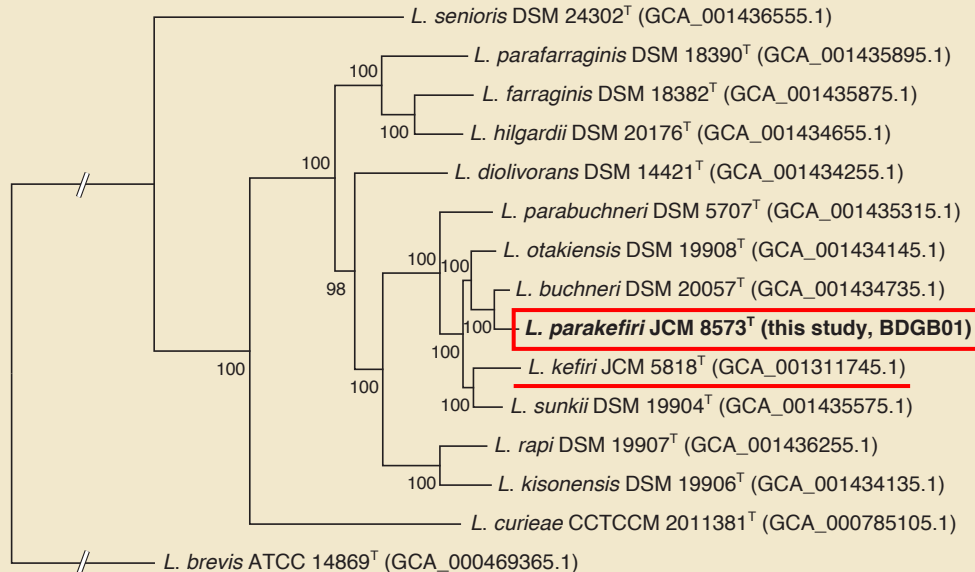 L. senioris DSM 24302ᵀ (GCA_001436555.1)
L. parafarraginis DSM 18390ᵀ (GCA_001435895.1)
100
L. farraginis DSM 18382ᵀ (GCA_001435875.1)
100
L. hilgardii DSM 20176ᵀ (GCA_001434655.1)
100
L. diolivorans DSM 14421ᵀ (GCA_001434255.1)
L. parabuchneri DSM 5707ᵀ (GCA_001435315.1)
100
100
L. otakiensis DSM 19908ᵀ (GCA_001434145.1)
98
L. buchneri DSM 20057ᵀ (GCA_001434735.1)
100
L. parakefiri JCM 8573ᵀ (this study, BDGB01)
100
100
L. kefiri JCM 5818ᵀ (GCA_001311745.1)
100
L. sunkii DSM 19904ᵀ (GCA_001435575.1)
L. rapi DSM 19907ᵀ (GCA_001436255.1)
100
L. kisonensis DSM 19906ᵀ (GCA_001434135.1)
L. curieae CCTCCM 2011381ᵀ (GCA_000785105.1)
L. brevis ATCC 14869ᵀ (GCA_000469365.1)